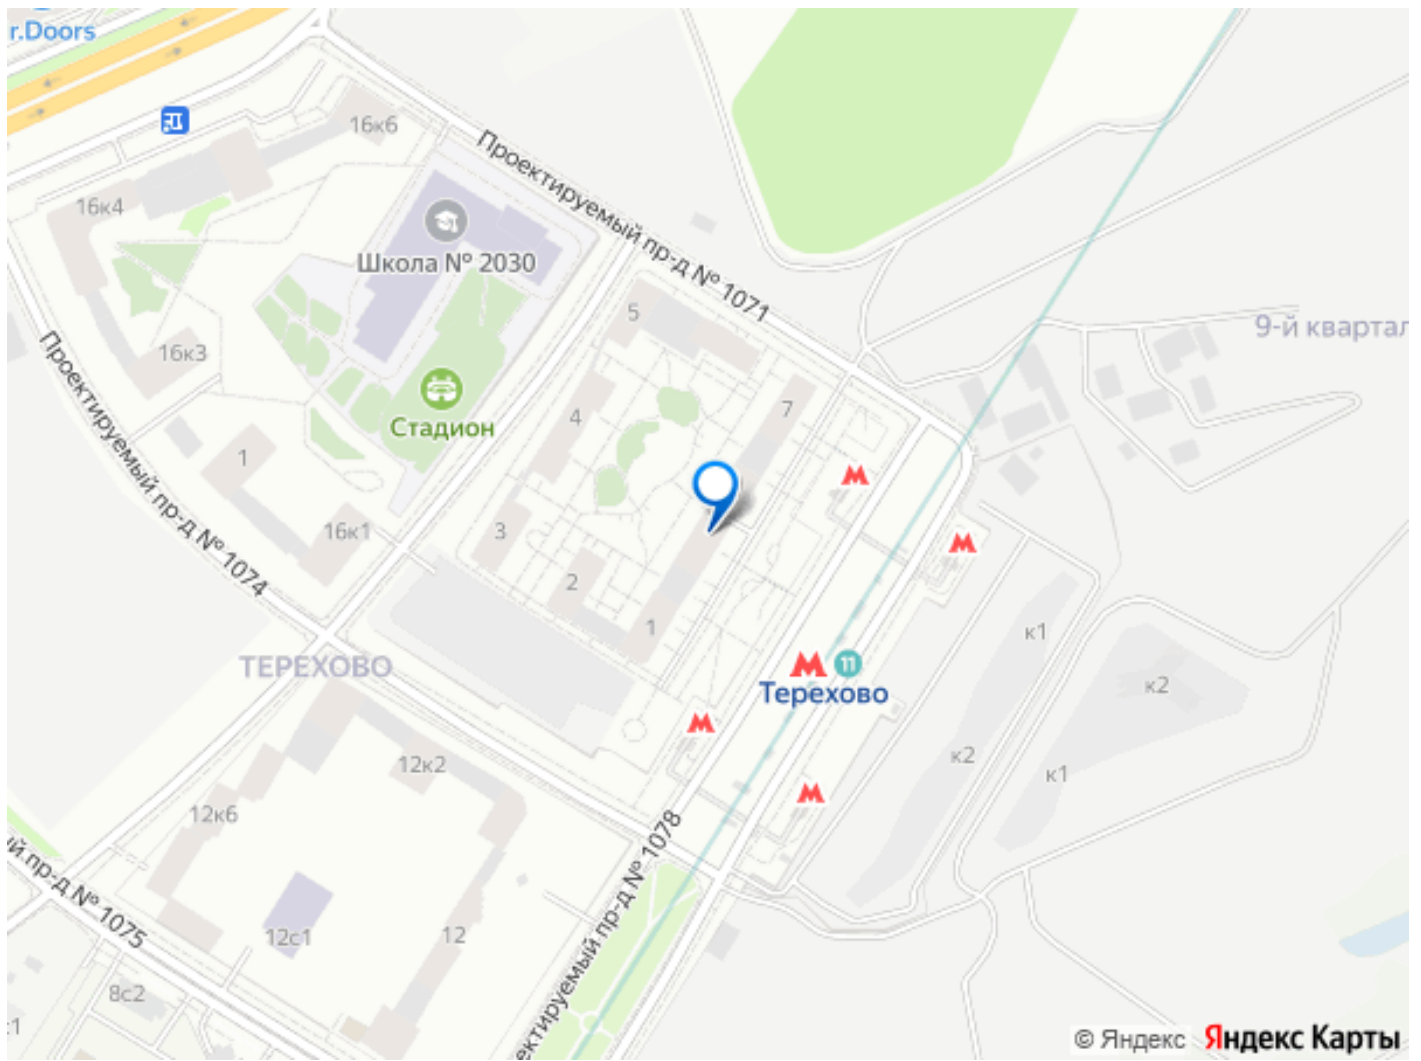 r.Doors
16к6
Проектируемый пр-д № 1071
16к4
Школа № 2030
5
9-й квартал
16к3
Проектируемый пр-д № 1074
7
4
Стадион
1
16к1
3
2
1
к1
ТЕРЕХОВО
11
Терехово
к2
к2
к1
12к2
12к6
Проектируемый пр-д № 1078
ый пр-д № 1075
12с1
12
8с2
:1
© Яндекс Яндекс Карты